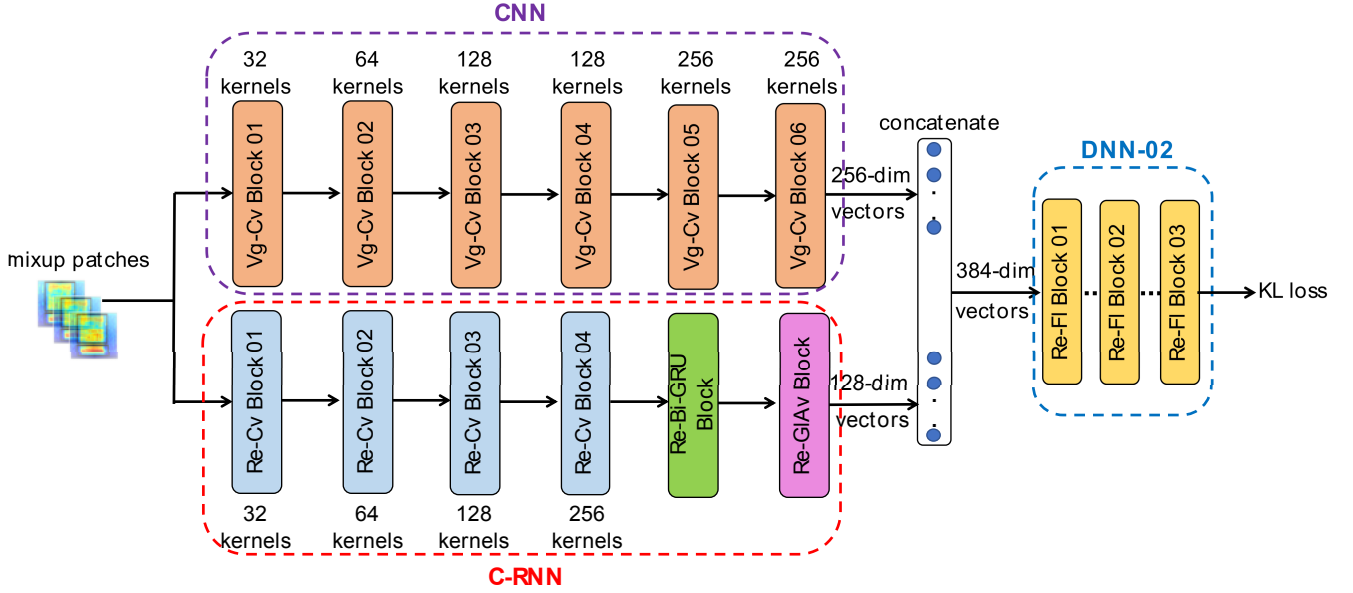 CNN
32
kernels
64
kernels
128
kernels
128
kernels
256
kernels
256
kernels
Vg-Cv Block 01
Vg-Cv Block 02
Vg-Cv Block 03
Vg-Cv Block 04
Vg-Cv Block 05
Vg-Cv Block 06
256-dim
vectors
concatenate
DNN-02
mixup patches
384-dim
vectors
Re-Fl Block 01
Re-Fl Block 02
Re-Fl Block 03
KL loss
Re-Cv Block 01
Re-Cv Block 02
Re-Cv Block 03
Re-Cv Block 04
Re-Bi-GRU
Block
Re-GlAv Block
128-dim
vectors
32
kernels
64
kernels
128
kernels
256
kernels
C-RNN